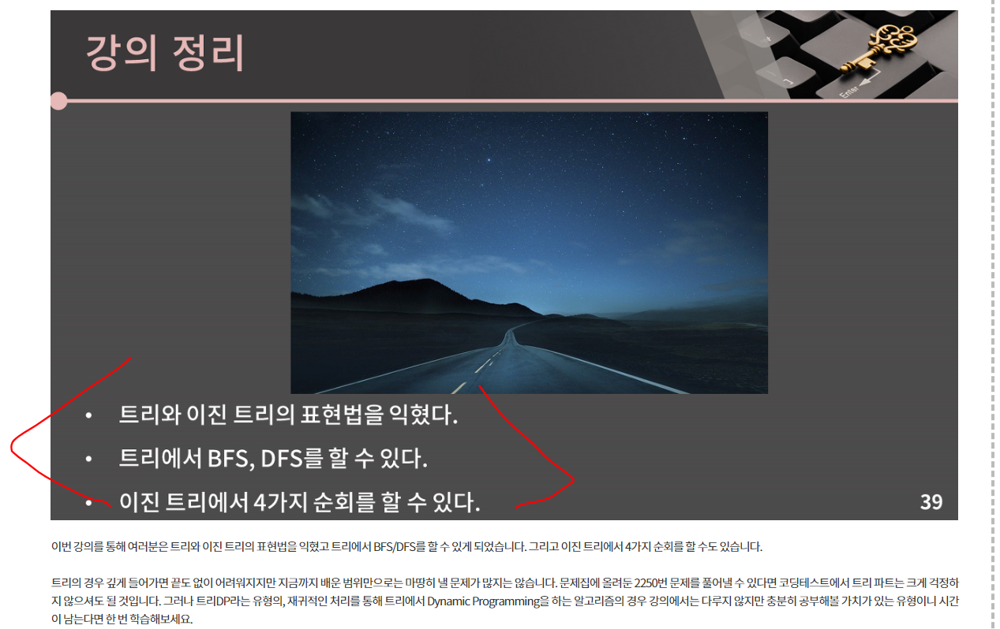 강의 정리
Enter
• 트리와 이진 트리의 표현법을 익혔다.
• 트리에서 BFS, DFS를 할 수 있다.
• 이진 트리에서 4가지 순회를 할 수 있다.
39
이번 강의를 통해 여러분은 트리와 이진 트리의 표현법을 익혔고 트리에서 BFS/DFS를 할 수 있게 되었습니다. 그리고 이진 트리에서 4가지 순회를 할 수도 있습니다.
트리의 경우 깊게 들어가면 끝도 없이 어려워지지만 지금까지 배운 범위만으로는 마땅히 낼 문제가 많지는 않습니다. 문제집에 올려둔 2250번 문제를 풀어낼 수 있다면 코딩테스트에서 트리 파트는 크게 걱정하
지 않으셔도 될 것입니다. 그러나 트리DP라는 유형의, 재귀적인 처리를 통해 트리에서 Dynamic Programming을 하는 알고리즘의 경우 강의에서는 다루지 않지만 충분히 공부해볼 가치가 있는 유형이니 시간
이 남는다면 한 번 학습해보세요.